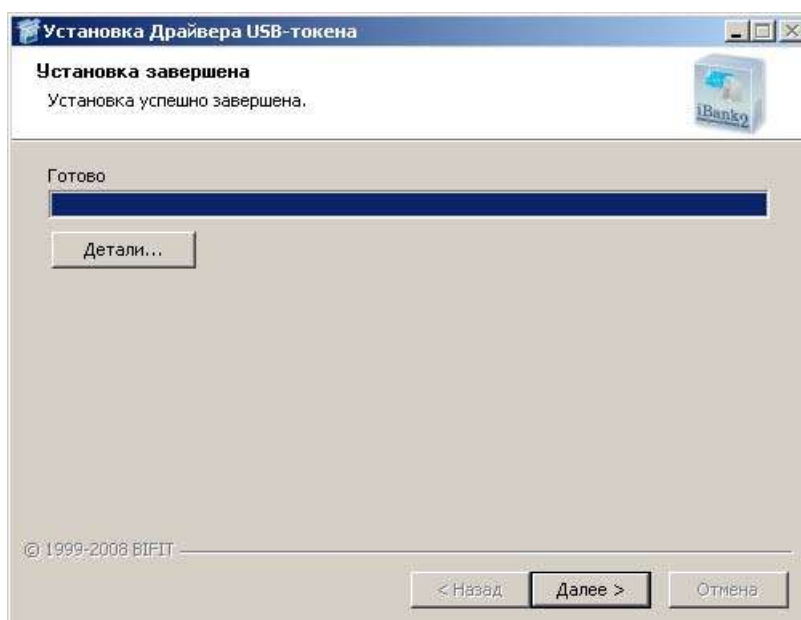 Установка Драйвера USB-токена
Установка завершена
Установка успешно завершена.
iBank2
Готово
Детали...
© 1999-2008 BIFIT
< Назад
Далее >
Отмена